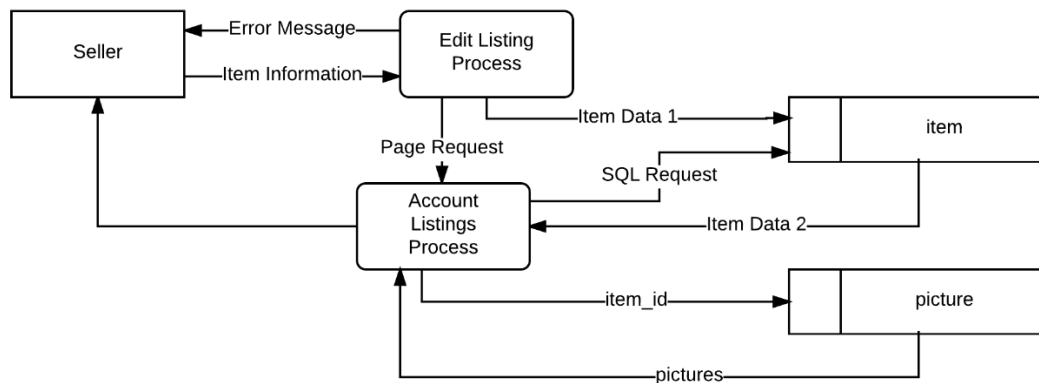 Error Message
Seller
Edit Listing
Process
Item Information
Item Data 1
item
Page Request
SQL Request
Account
Listings
Process
Item Data 2
item_id
picture
pictures